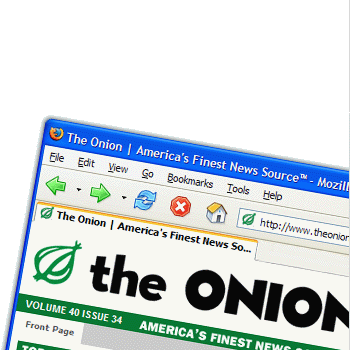 The Onion | America's Finest News Source™ - Mozill
File Edit View Go Bookmarks Tools Help
http://www.theonion
The Onion | America's Finest News So...
the ONION
VOLUME 40 ISSUE 34 AMERICA'S FINEST NEWS
Front Page